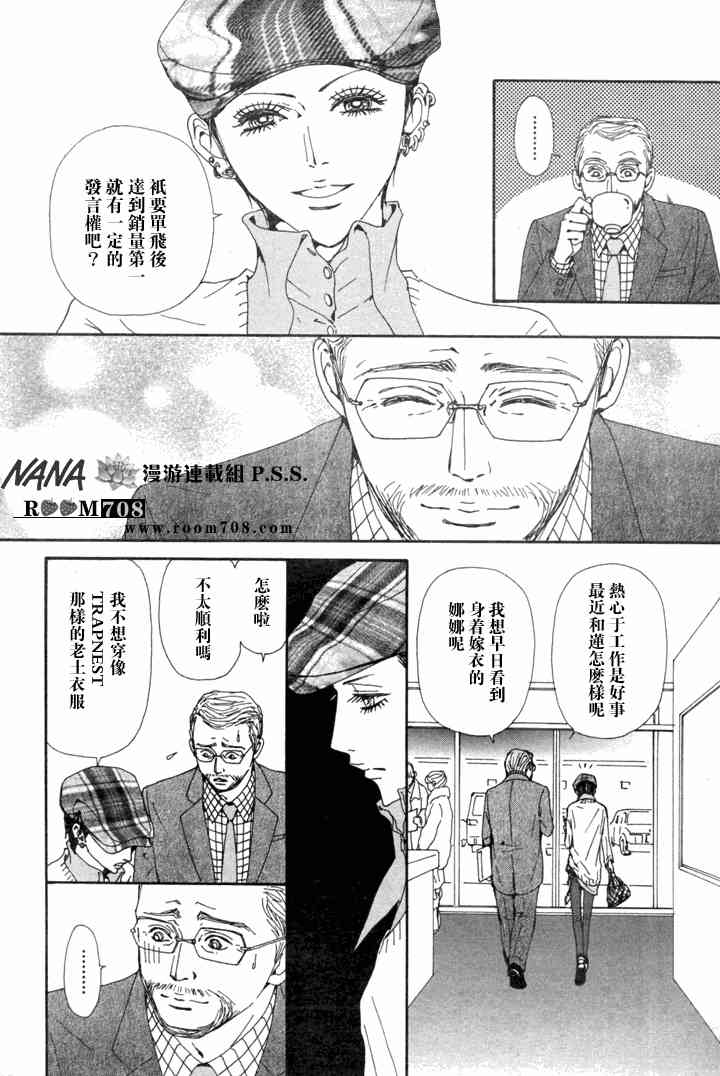 ………
祇要單飛後
達到銷量第一
就有一定的
發言權吧？
NANA 漫游連載組 P.S.S.
ROOM708
www.room708.com
熱心于工作是好事
最近和蓮怎麽樣呢
我想早日看到
身着嫁衣的
娜娜呢
怎麽啦
不太順利嗎
我不想穿像
TRAPNEST
那樣的老土衣服
………